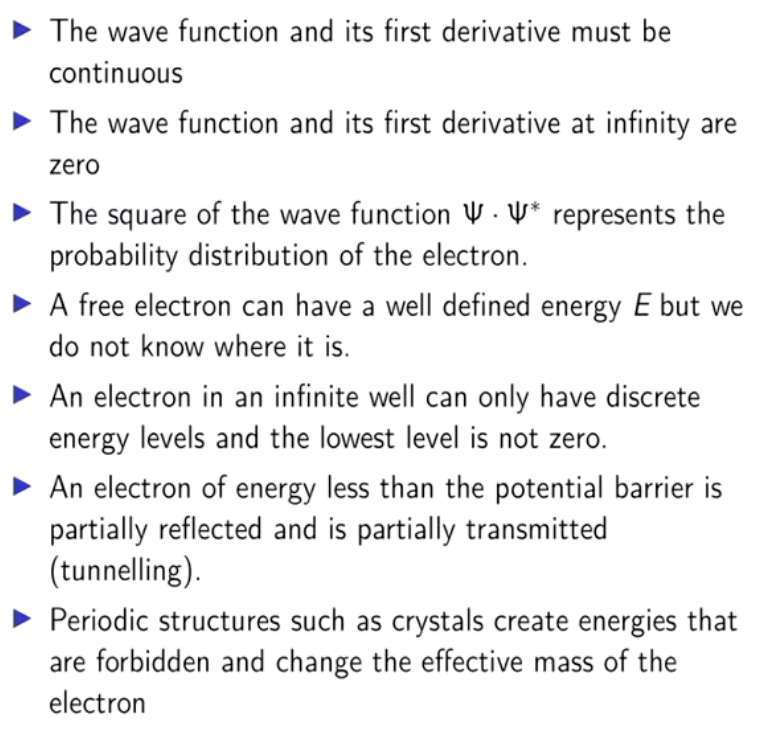 ▶ The wave function and its first derivative must be
continuous
▶ The wave function and its first derivative at infinity are
zero
▶ The square of the wave function Ψ · Ψ* represents the
probability distribution of the electron.
▶ A free electron can have a well defined energy E but we
do not know where it is.
▶ An electron in an infinite well can only have discrete
energy levels and the lowest level is not zero.
▶ An electron of energy less than the potential barrier is
partially reflected and is partially transmitted
(tunnelling).
▶ Periodic structures such as crystals create energies that
are forbidden and change the effective mass of the
electron